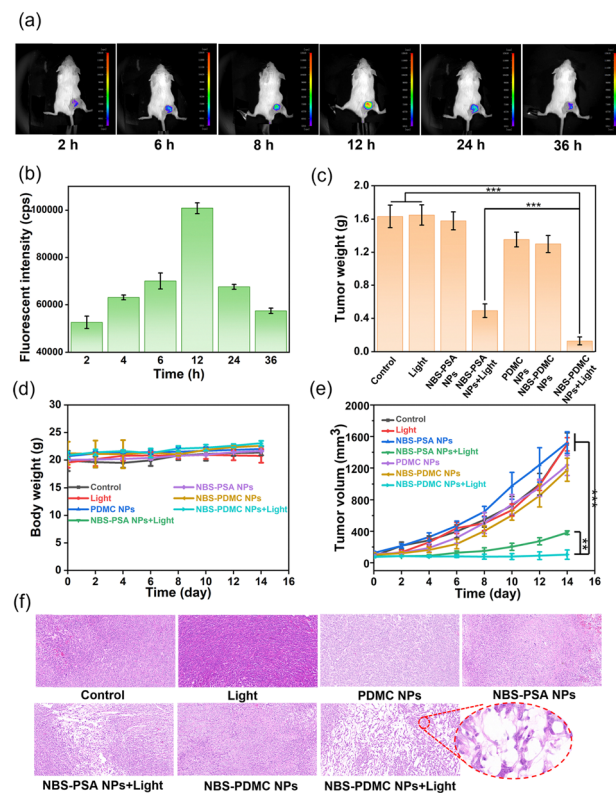 (a)
2 h 6 h 8 h 12 h 24 h 36 h
(b)
Fluorescent intensity (cps)
100000
80000
60000
40000
2 4 6 12 24 36
Time (h)
(c)
Tumor weight (g)
2.0
1.6
1.2
0.8
0.4
0.0
***
***
Control
Light
NBS-PSA NPs
NBS-PSA NPs+Light
PDMC NPs
NBS-PDMC NPs
NBS-PDMC NPs+Light
(d)
Body weight (g)
30
25
20
15
10
5
0
0 2 4 6 8 10 12 14 16
Time (day)
Control
Light
PDMC NPs
NBS-PSA NPs+Light
NBS-PSA NPs
NBS-PDMC NPs
NBS-PDMC NPs+Light
(e)
Tumor volume (mm³)
2000
1600
1200
800
400
0
0 2 4 6 8 10 12 14 16
Time (day)
Control
Light
NBS-PSA NPs
NBS-PSA NPs+Light
PDMC NPs
NBS-PDMC NPs
NBS-PDMC NPs+Light
***
**
(f)
Control Light PDMC NPs NBS-PSA NPs
NBS-PSA NPs+Light NBS-PDMC NPs NBS-PDMC NPs+Light